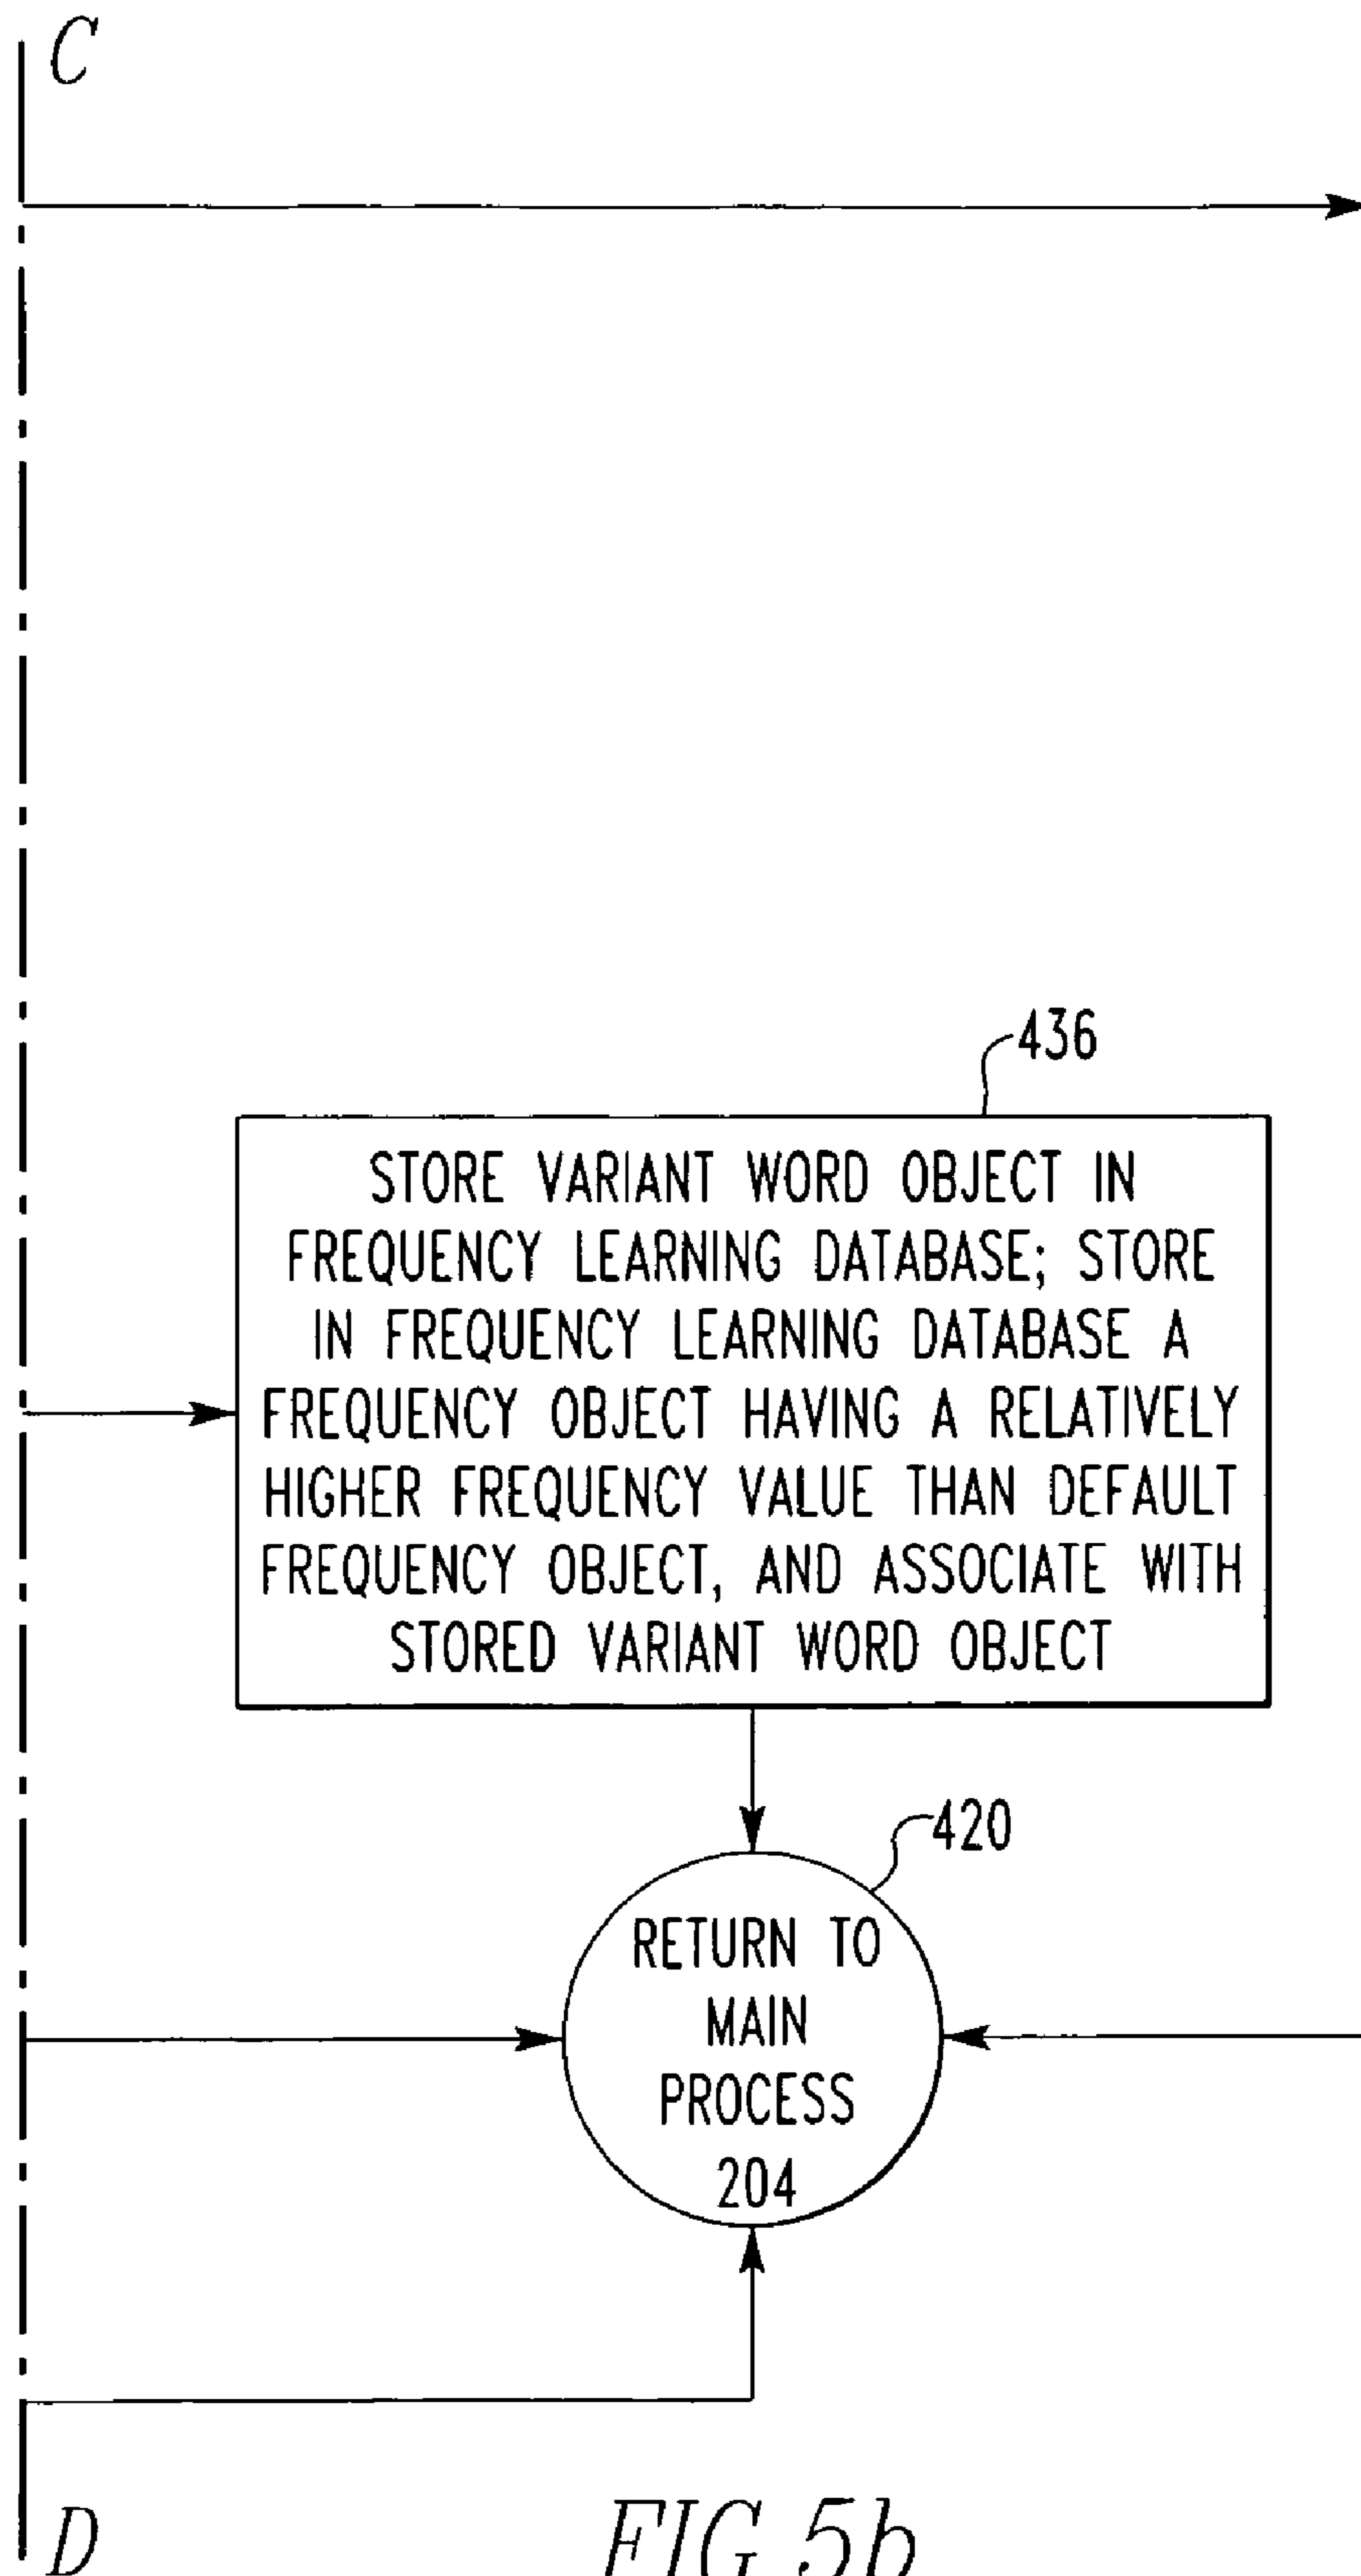 C
436
STORE VARIANT WORD OBJECT IN
FREQUENCY LEARNING DATABASE; STORE
IN FREQUENCY LEARNING DATABASE A
FREQUENCY OBJECT HAVING A RELATIVELY
HIGHER FREQUENCY VALUE THAN DEFAULT
FREQUENCY OBJECT, AND ASSOCIATE WITH
STORED VARIANT WORD OBJECT
420
RETURN TO
MAIN
PROCESS
204
D
FIG.5b